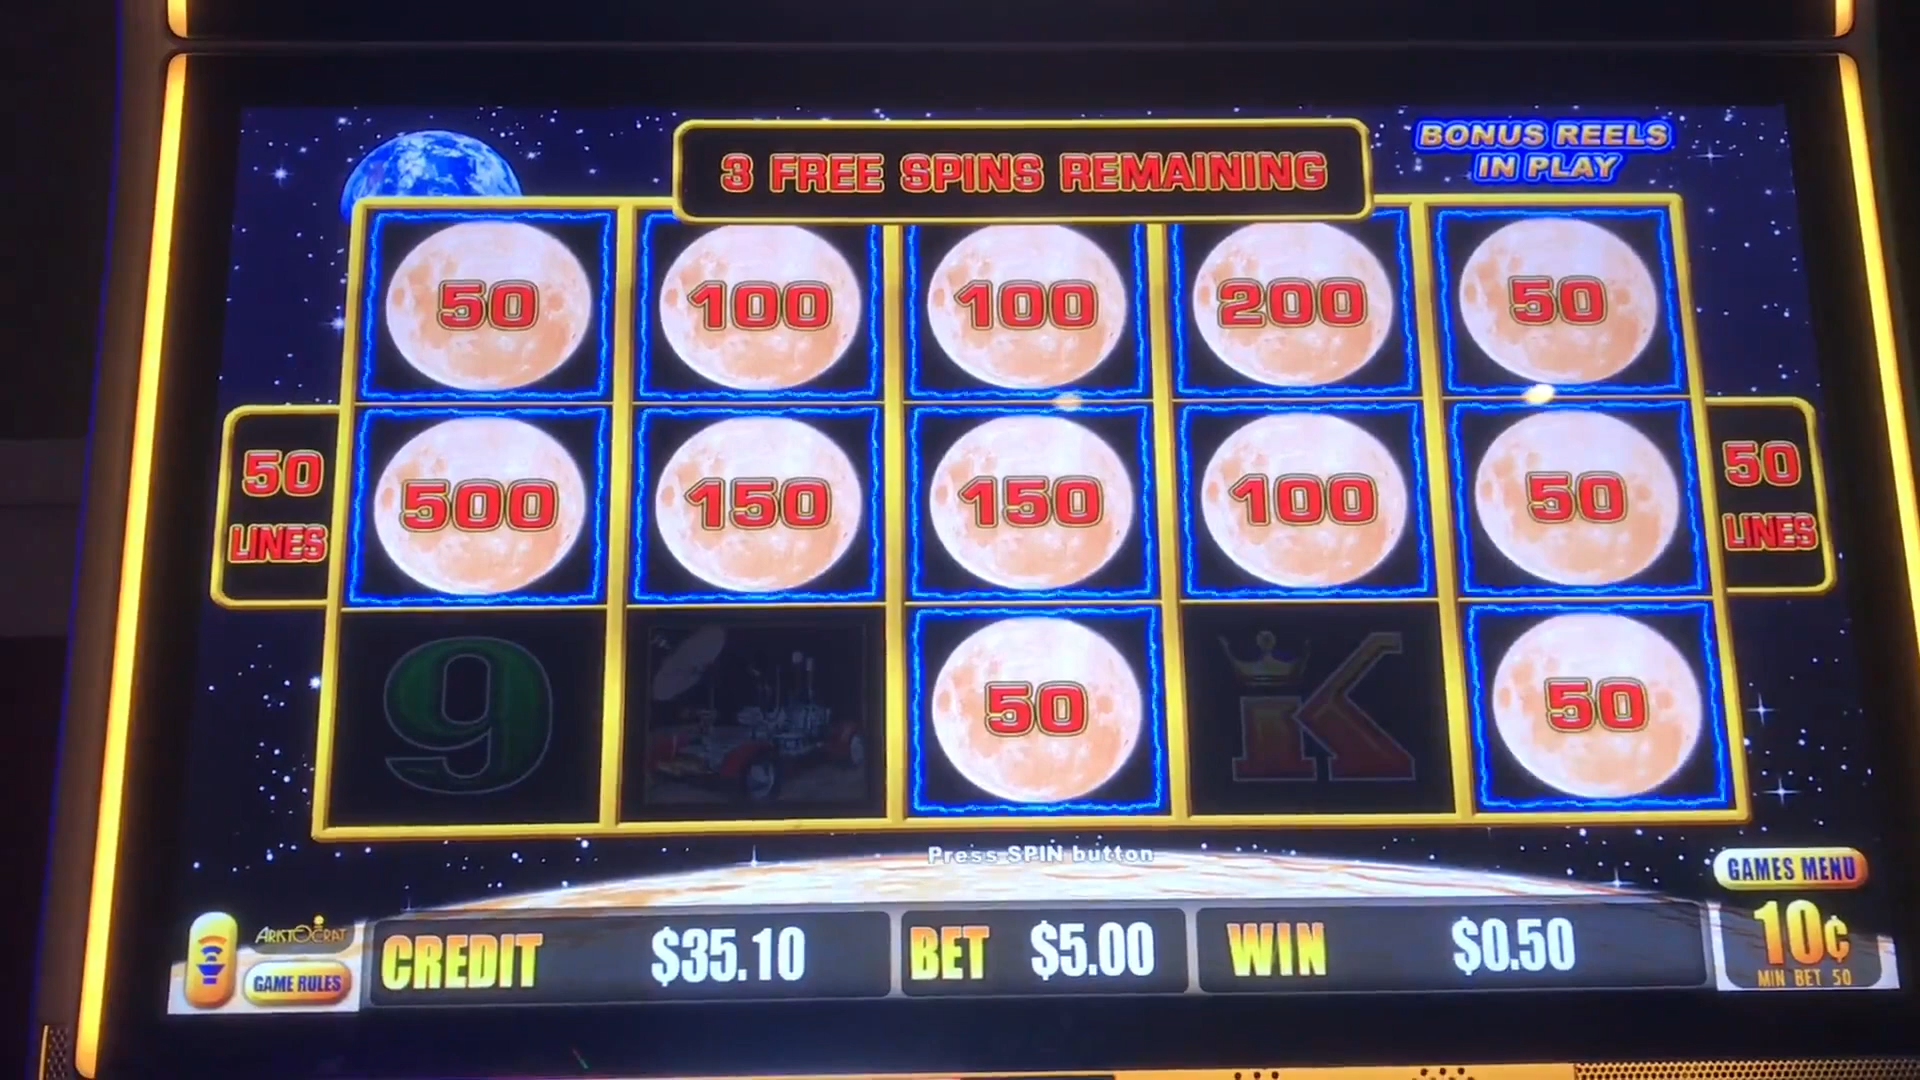 3 FREE SPINS REMAINING
BONUS REELS
IN PLAY
50
100
100
200
50
50
LINES
500
150
150
100
50
50
LINES
9
50
K
50
Press SPIN button
GAMES MENU
ARISTOCRAT
GAME RULES
CREDIT $35.10
BET $5.00
WIN $0.50
10¢
MIN BET 50